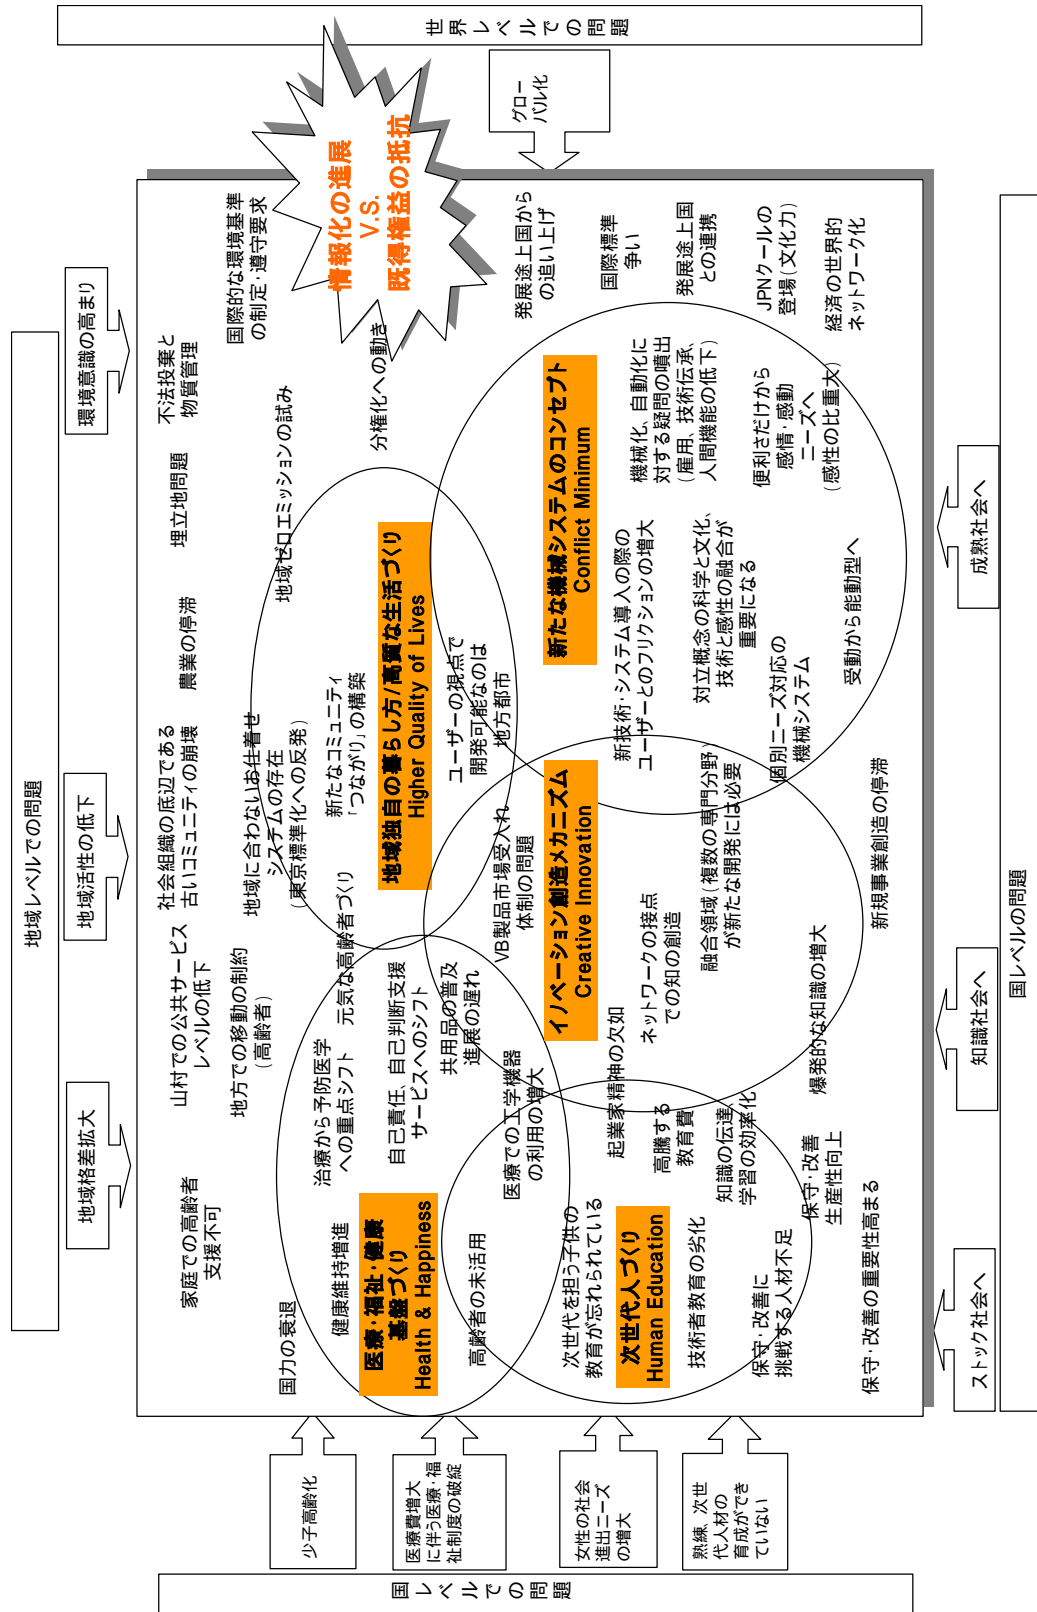 地域レベルでの問題
地域格差拡大
地域活性の低下
環境意識の高まり
国レベルでの問題
少子高齢化
医療費増大
に伴う医療・福
祉制度の破綻
女性の社会
進出ニーズ
の増大
熟練、次世
代人材の
育成ができ
ていない
世界レベルでの問題
グロー
バル化
情報化の進展
V.S.
既得権益の抵抗
家庭での高齢者
支援不可
山村での公共サービス
レベルの低下
社会組織の底辺である
古いコミュニティの崩壊
農業の停滞
埋立地問題
不法投棄と
物質管理
国力の衰退
地方での移動の制約
(高齢者)
地域に合わないお仕着せ
システムの存在
(東京標準化への反発)
地域ゼロエミッションの試み
国際的な環境基準
の制定・遵守要求
健康維持増進
治療から予防医学
への重点シフト
元気な高齢者づくり
新たなコミュニティ
「つながり」の構築
分権化への動き
医療・福祉・健康
基盤づくり
Health & Happiness
自己責任、自己判断支援
サービスへのシフト
地域独自の暮らし方/高質な生活づくり
Higher Quality of Lives
共用品の普及
進展の遅れ
ユーザーの視点で
開発可能なのは
地方都市
高齢者の未活用
医療での工学機器
の利用の増大
VB製品市場受入れ
体制の問題
発展途上国から
の追い上げ
次世代を担う子供の
教育が忘れられている
起業家精神の欠如
イノベーション創造メカニズム
Creative Innovation
新たな機械システムのコンセプト
Conflict Minimum
国際標準
争い
次世代人づくり
Human Education
高騰する
教育費
ネットワークの接点
での知の創造
新技術・システム導入の際の
ユーザーとのフリクションの増大
機械化、自動化に
対する疑問の噴出
(雇用、技術伝承、
人間機能の低下)
発展途上国
との連携
技術者教育の劣化
知識の伝達、
学習の効率化
融合領域(複数の専門分野)
が新たな開発には必要
対立概念の科学と文化、
技術と感性の融合が
重要になる
便利さだけから
感情・感動
ニーズへ
(感性の比重大)
JPNクールの
登場(文化力)
保守・改善に
挑戦する人材不足
保守・改善
生産性向上
爆発的な知識の増大
個別ニーズ対応の
機械システム
受動から能動型へ
経済の世界的
ネットワーク化
保守・改善の重要性高まる
新規事業創造の停滞
ストック社会へ
知識社会へ
成熟社会へ
国レベルの問題